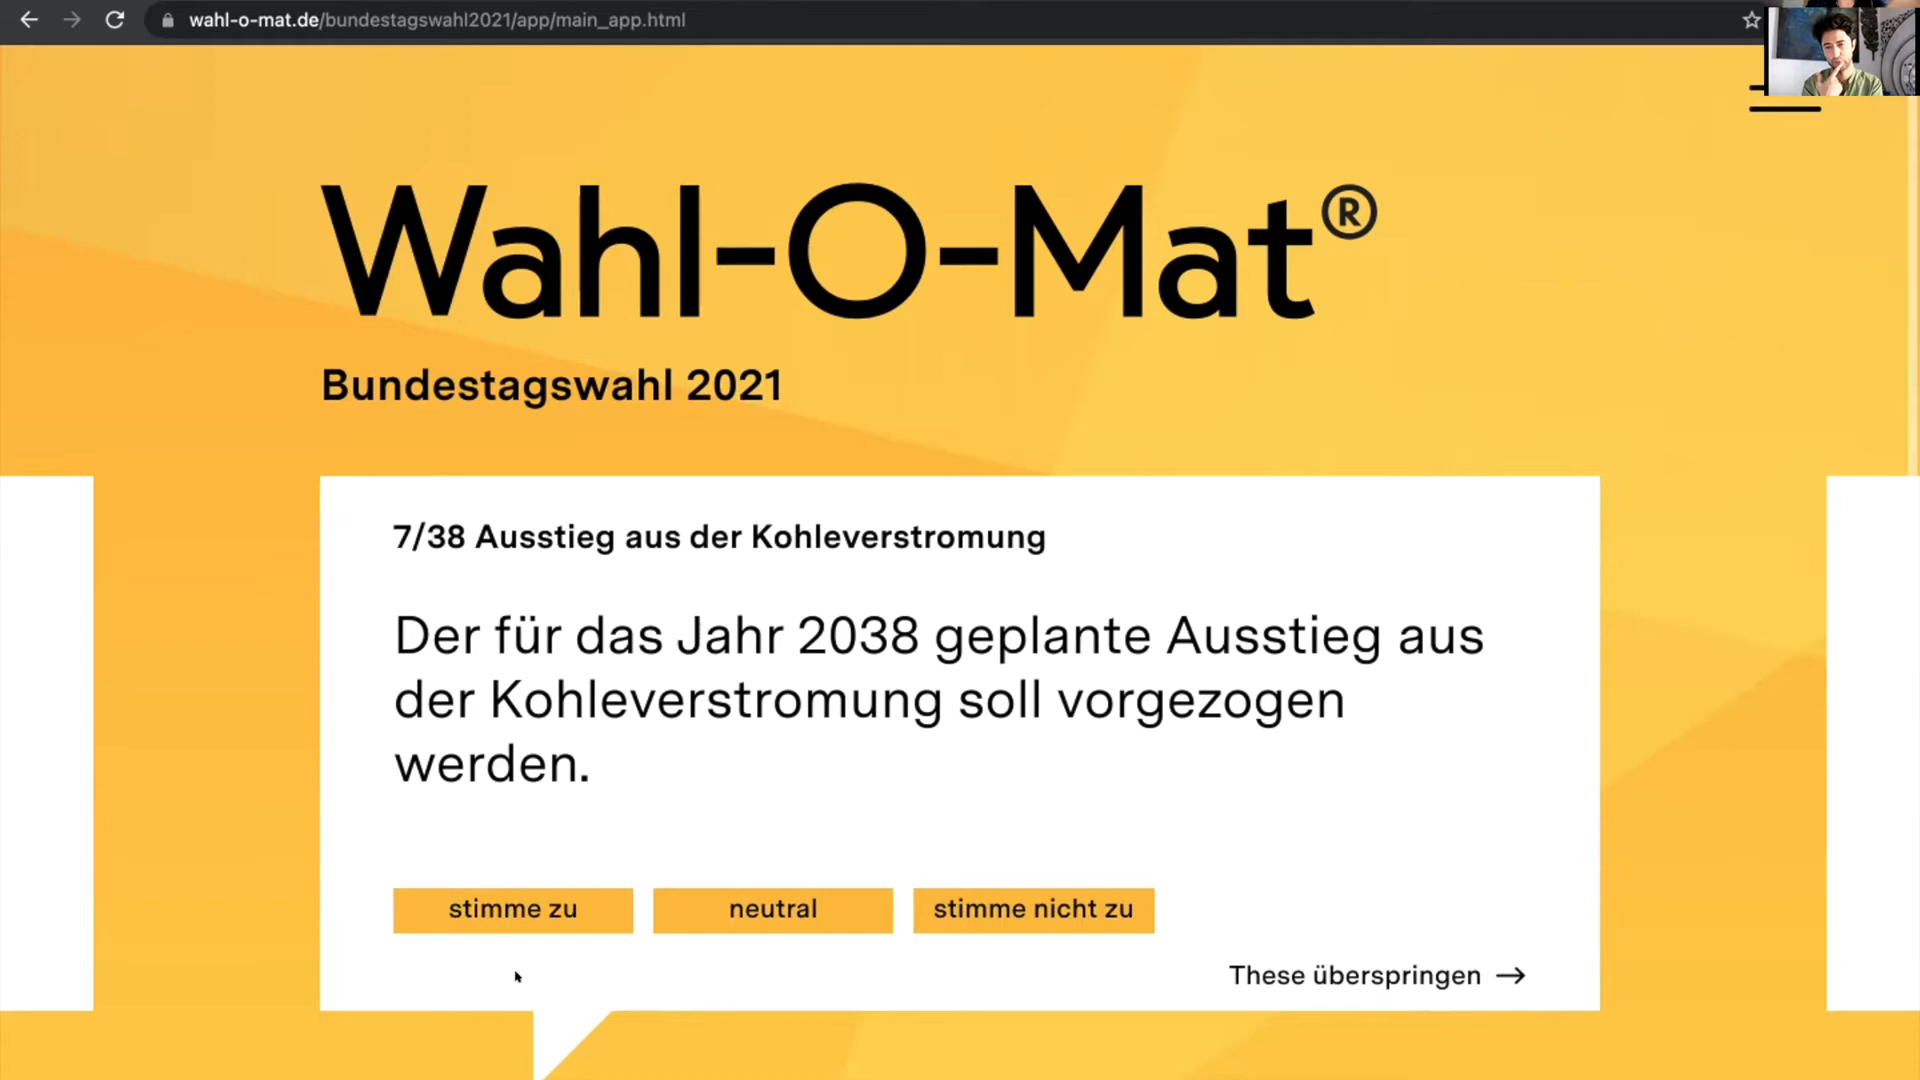 wahl-o-mat.de/bundestagswahl2021/app/main_app.html
Wahl-O-Mat®
Bundestagswahl 2021
7/38 Ausstieg aus der Kohleverstromung
Der für das Jahr 2038 geplante Ausstieg aus
der Kohleverstromung soll vorgezogen
werden.
stimme zu
neutral
stimme nicht zu
These überspringen →